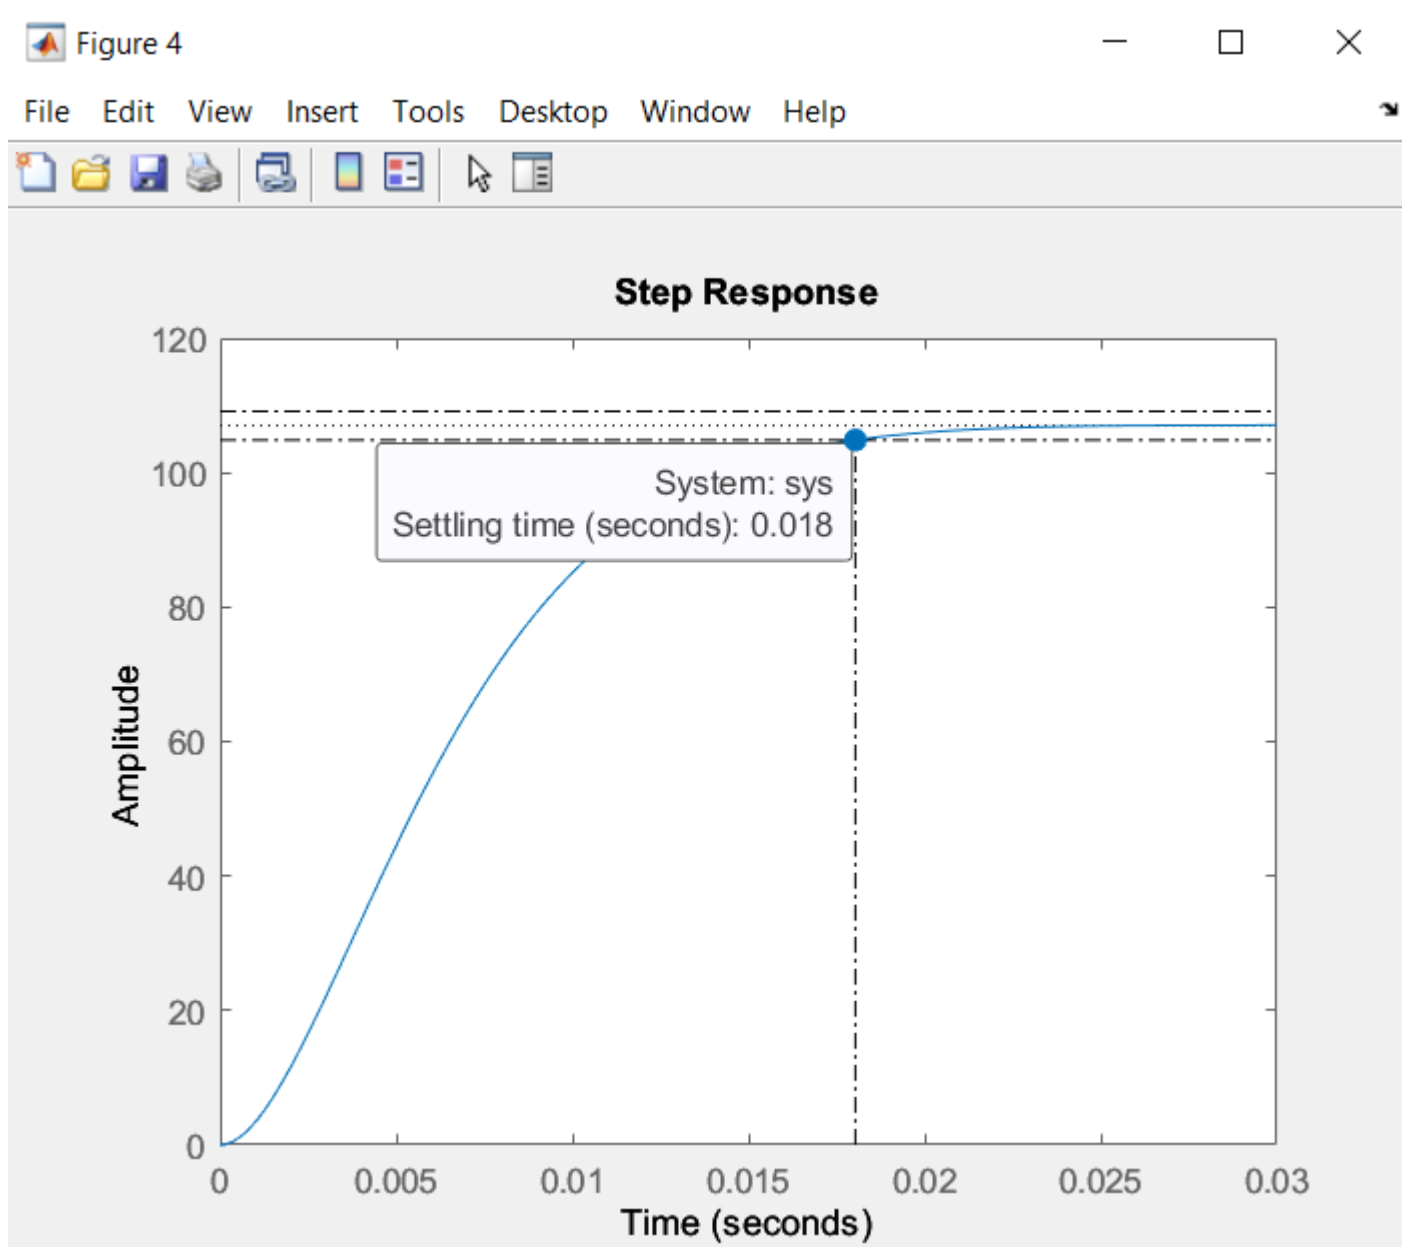 Figure 4
File Edit View Insert Tools Desktop Window Help
Step Response
120
100
80
60
40
20
0
Amplitude
System: sys
Settling time (seconds): 0.018
0 0.005 0.01 0.015 0.02 0.025 0.03
Time (seconds)